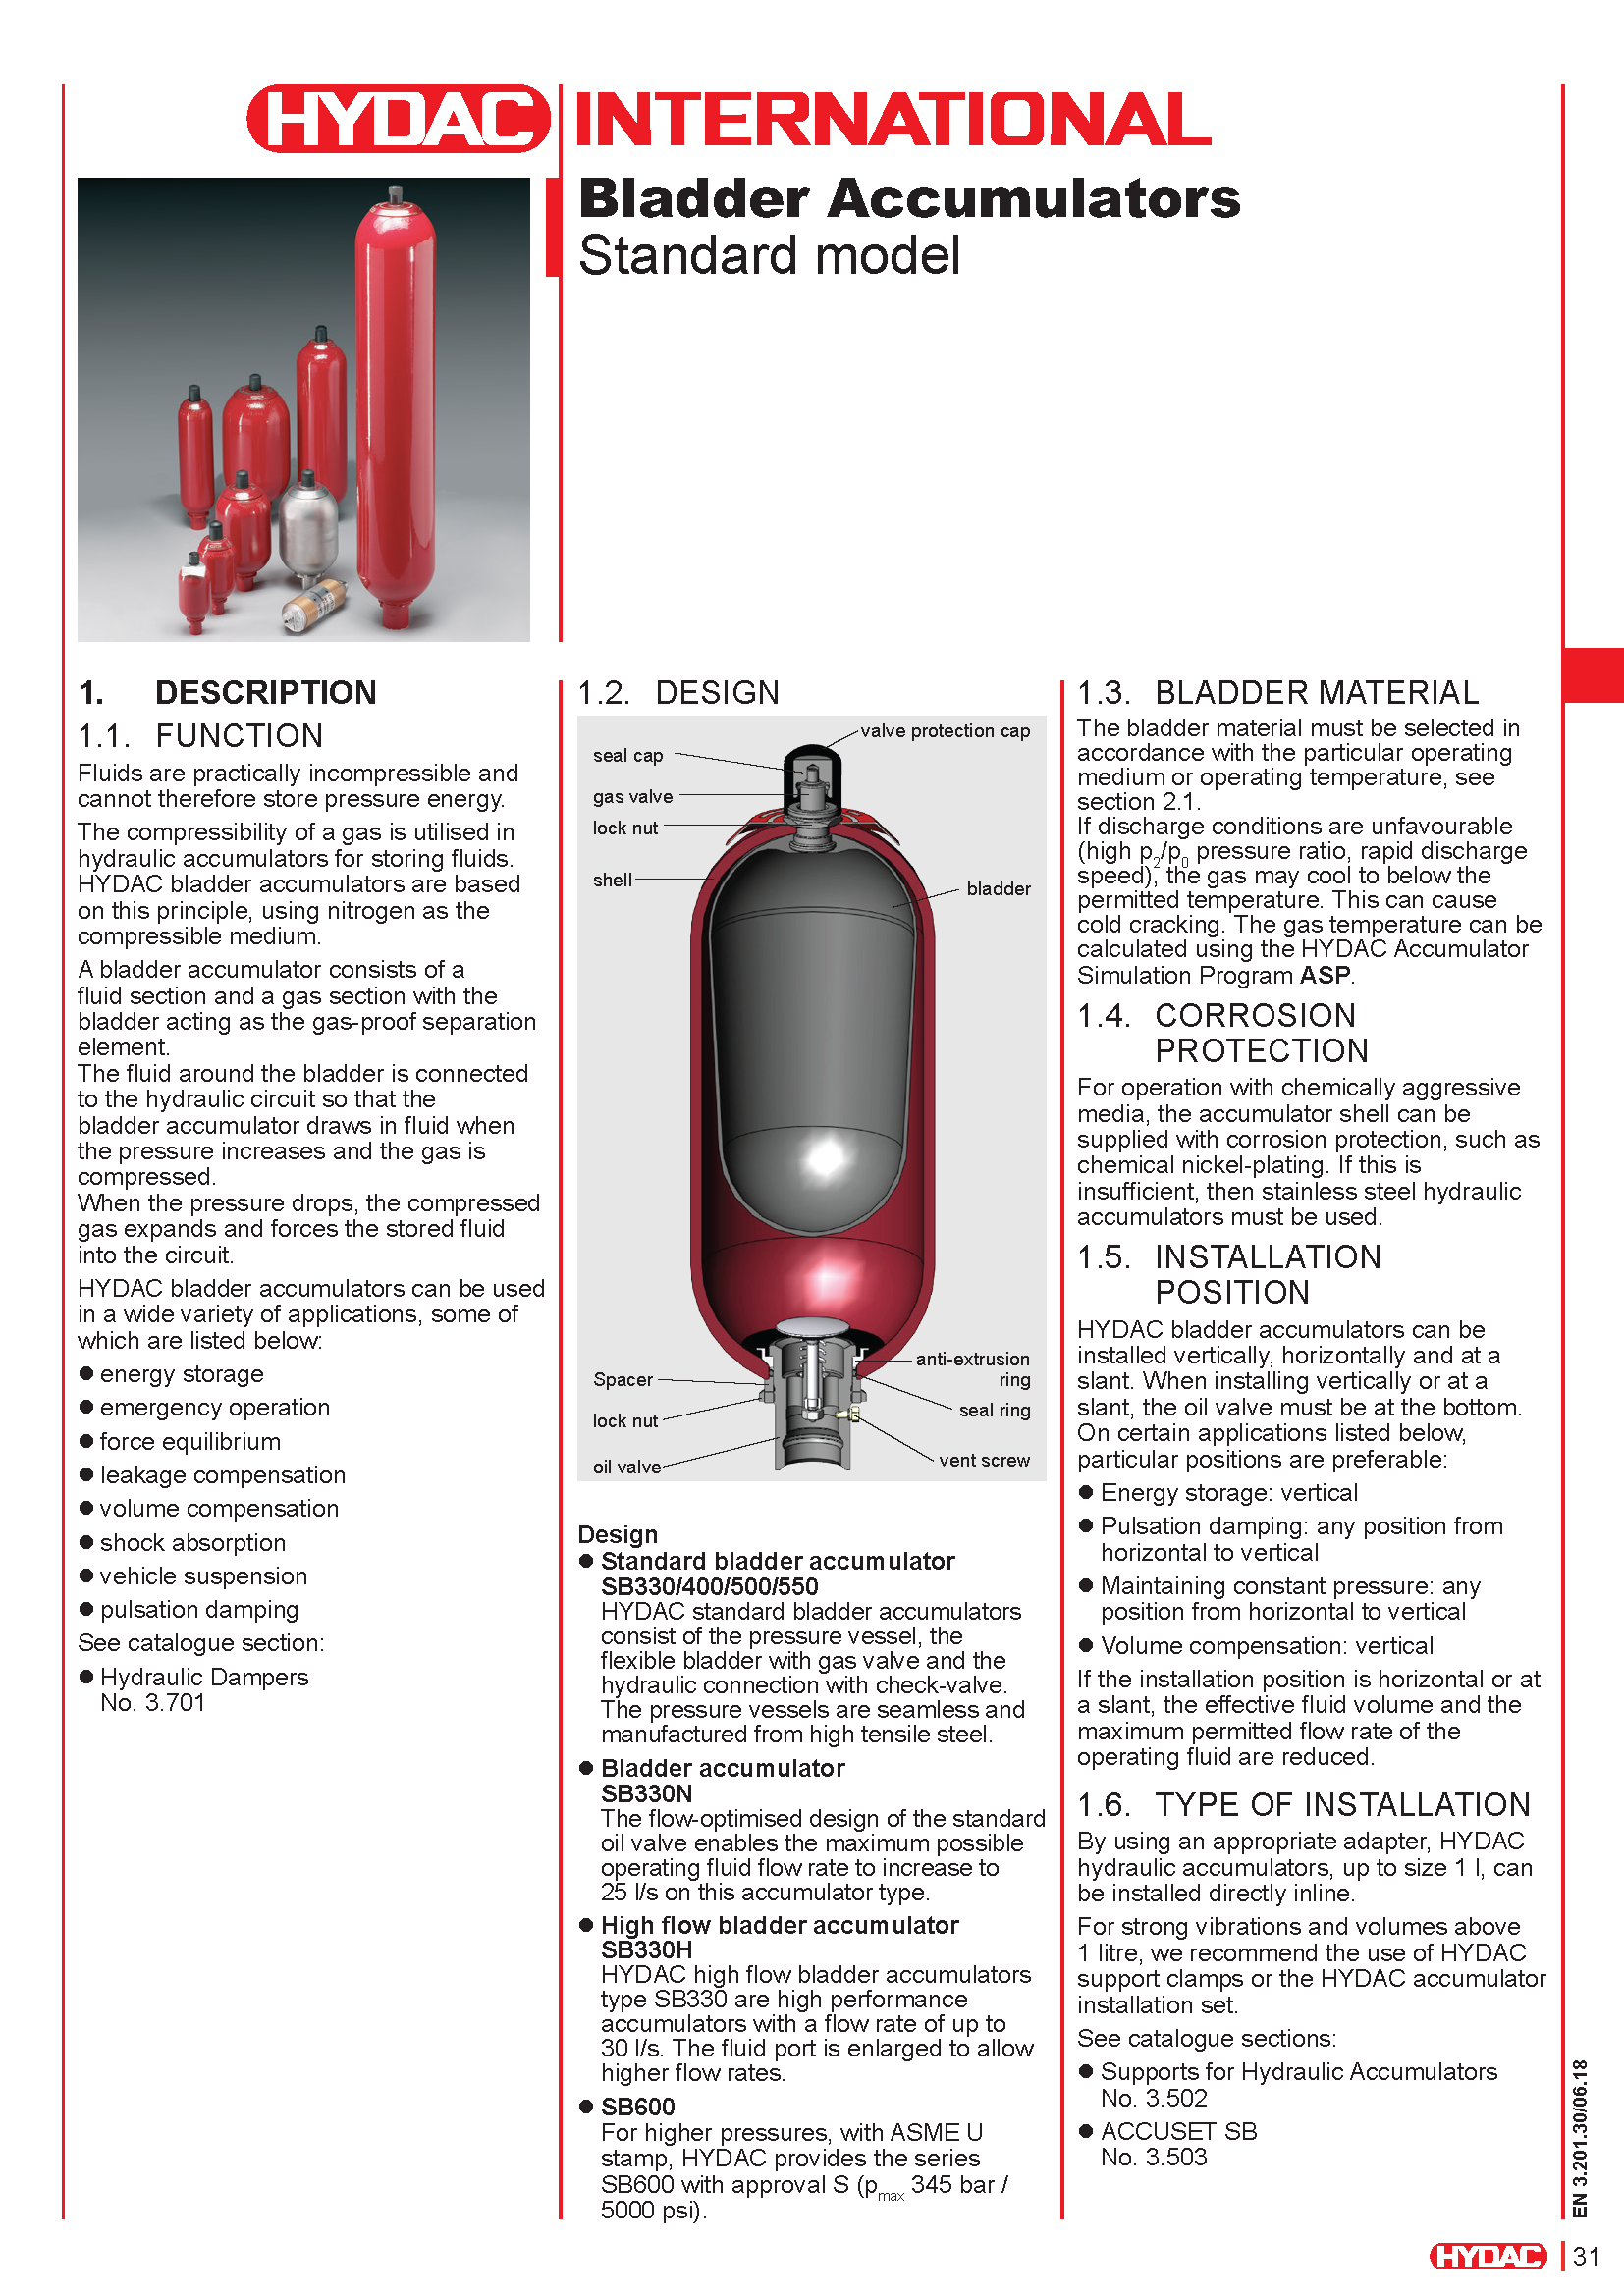 HYDAC INTERNATIONAL
Bladder Accumulators
Standard model
1. DESCRIPTION
1.1. FUNCTION
Fluids are practically incompressible and
cannot therefore store pressure energy.
The compressibility of a gas is utilised in
hydraulic accumulators for storing fluids.
HYDAC bladder accumulators are based
on this principle, using nitrogen as the
compressible medium.
A bladder accumulator consists of a
fluid section and a gas section with the
bladder acting as the gas-proof separation
element.
The fluid around the bladder is connected
to the hydraulic circuit so that the
bladder accumulator draws in fluid when
the pressure increases and the gas is
compressed.
When the pressure drops, the compressed
gas expands and forces the stored fluid
into the circuit.
HYDAC bladder accumulators can be used
in a wide variety of applications, some of
which are listed below:
● energy storage
● emergency operation
● force equilibrium
● leakage compensation
● volume compensation
● shock absorption
● vehicle suspension
● pulsation damping
See catalogue section:
● Hydraulic Dampers
No. 3.701
1.2. DESIGN
valve protection cap
seal cap
gas valve
lock nut
shell
bladder
anti-extrusion
ring
Spacer
seal ring
lock nut
vent screw
oil valve
Design
● Standard bladder accumulator
SB330/400/500/550
HYDAC standard bladder accumulators
consist of the pressure vessel, the
flexible bladder with gas valve and the
hydraulic connection with check-valve.
The pressure vessels are seamless and
manufactured from high tensile steel.
● Bladder accumulator
SB330N
The flow-optimised design of the standard
oil valve enables the maximum possible
operating fluid flow rate to increase to
25 l/s on this accumulator type.
● High flow bladder accumulator
SB330H
HYDAC high flow bladder accumulators
type SB330 are high performance
accumulators with a flow rate of up to
30 l/s. The fluid port is enlarged to allow
higher flow rates.
● SB600
For higher pressures, with ASME U
stamp, HYDAC provides the series
SB600 with approval S (pmax 345 bar /
5000 psi).
1.3. BLADDER MATERIAL
The bladder material must be selected in
accordance with the particular operating
medium or operating temperature, see
section 2.1.
If discharge conditions are unfavourable
(high p2/p0 pressure ratio, rapid discharge
speed), the gas may cool to below the
permitted temperature. This can cause
cold cracking. The gas temperature can be
calculated using the HYDAC Accumulator
Simulation Program ASP.
1.4. CORROSION
PROTECTION
For operation with chemically aggressive
media, the accumulator shell can be
supplied with corrosion protection, such as
chemical nickel-plating. If this is
insufficient, then stainless steel hydraulic
accumulators must be used.
1.5. INSTALLATION
POSITION
HYDAC bladder accumulators can be
installed vertically, horizontally and at a
slant. When installing vertically or at a
slant, the oil valve must be at the bottom.
On certain applications listed below,
particular positions are preferable:
● Energy storage: vertical
● Pulsation damping: any position from
horizontal to vertical
● Maintaining constant pressure: any
position from horizontal to vertical
● Volume compensation: vertical
If the installation position is horizontal or at
a slant, the effective fluid volume and the
maximum permitted flow rate of the
operating fluid are reduced.
1.6. TYPE OF INSTALLATION
By using an appropriate adapter, HYDAC
hydraulic accumulators, up to size 1 l, can
be installed directly inline.
For strong vibrations and volumes above
1 litre, we recommend the use of HYDAC
support clamps or the HYDAC accumulator
installation set.
See catalogue sections:
● Supports for Hydraulic Accumulators
No. 3.502
● ACCUSET SB
No. 3.503
EN 3.201.30/06.18
HYDAC 31